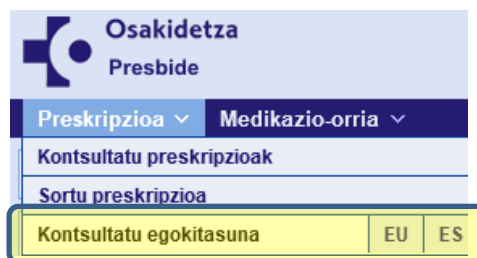 Osakidetza
Presbide
Preskripzioa Medikazio-orria
Kontsultatu preskripzioak
Sortu preskripzioa
Kontsultatu egokitasuna EU ES